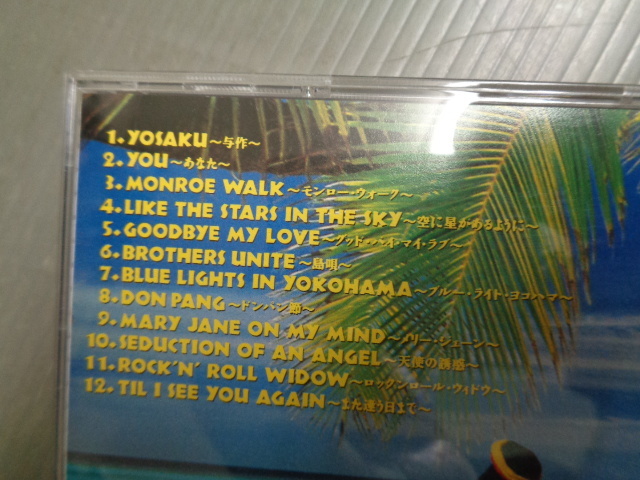 1. YOSAKU～与作～
2. YOU～あなた～
3. MONROE WALK～モンロー・ウォーク～
4. LIKE THE STARS IN THE SKY～空に星があるように～
5. GOODBYE MY LOVE～グッド・バイ・マイ・ラブ～
6. BROTHERS UNITE～島唄～
7. BLUE LIGHTS IN YOKOHAMA～ブルー・ライト・ヨコハマ～
8. DON PANG～ドンパン節～
9. MARY JANE ON MY MIND～メリー・ジェーン～
10. SEDUCTION OF AN ANGEL～天使の誘惑～
11. ROCK'N' ROLL WIDOW～ロックンロール・ウィドウ～
12. TIL I SEE YOU AGAIN～また逢う日まで～